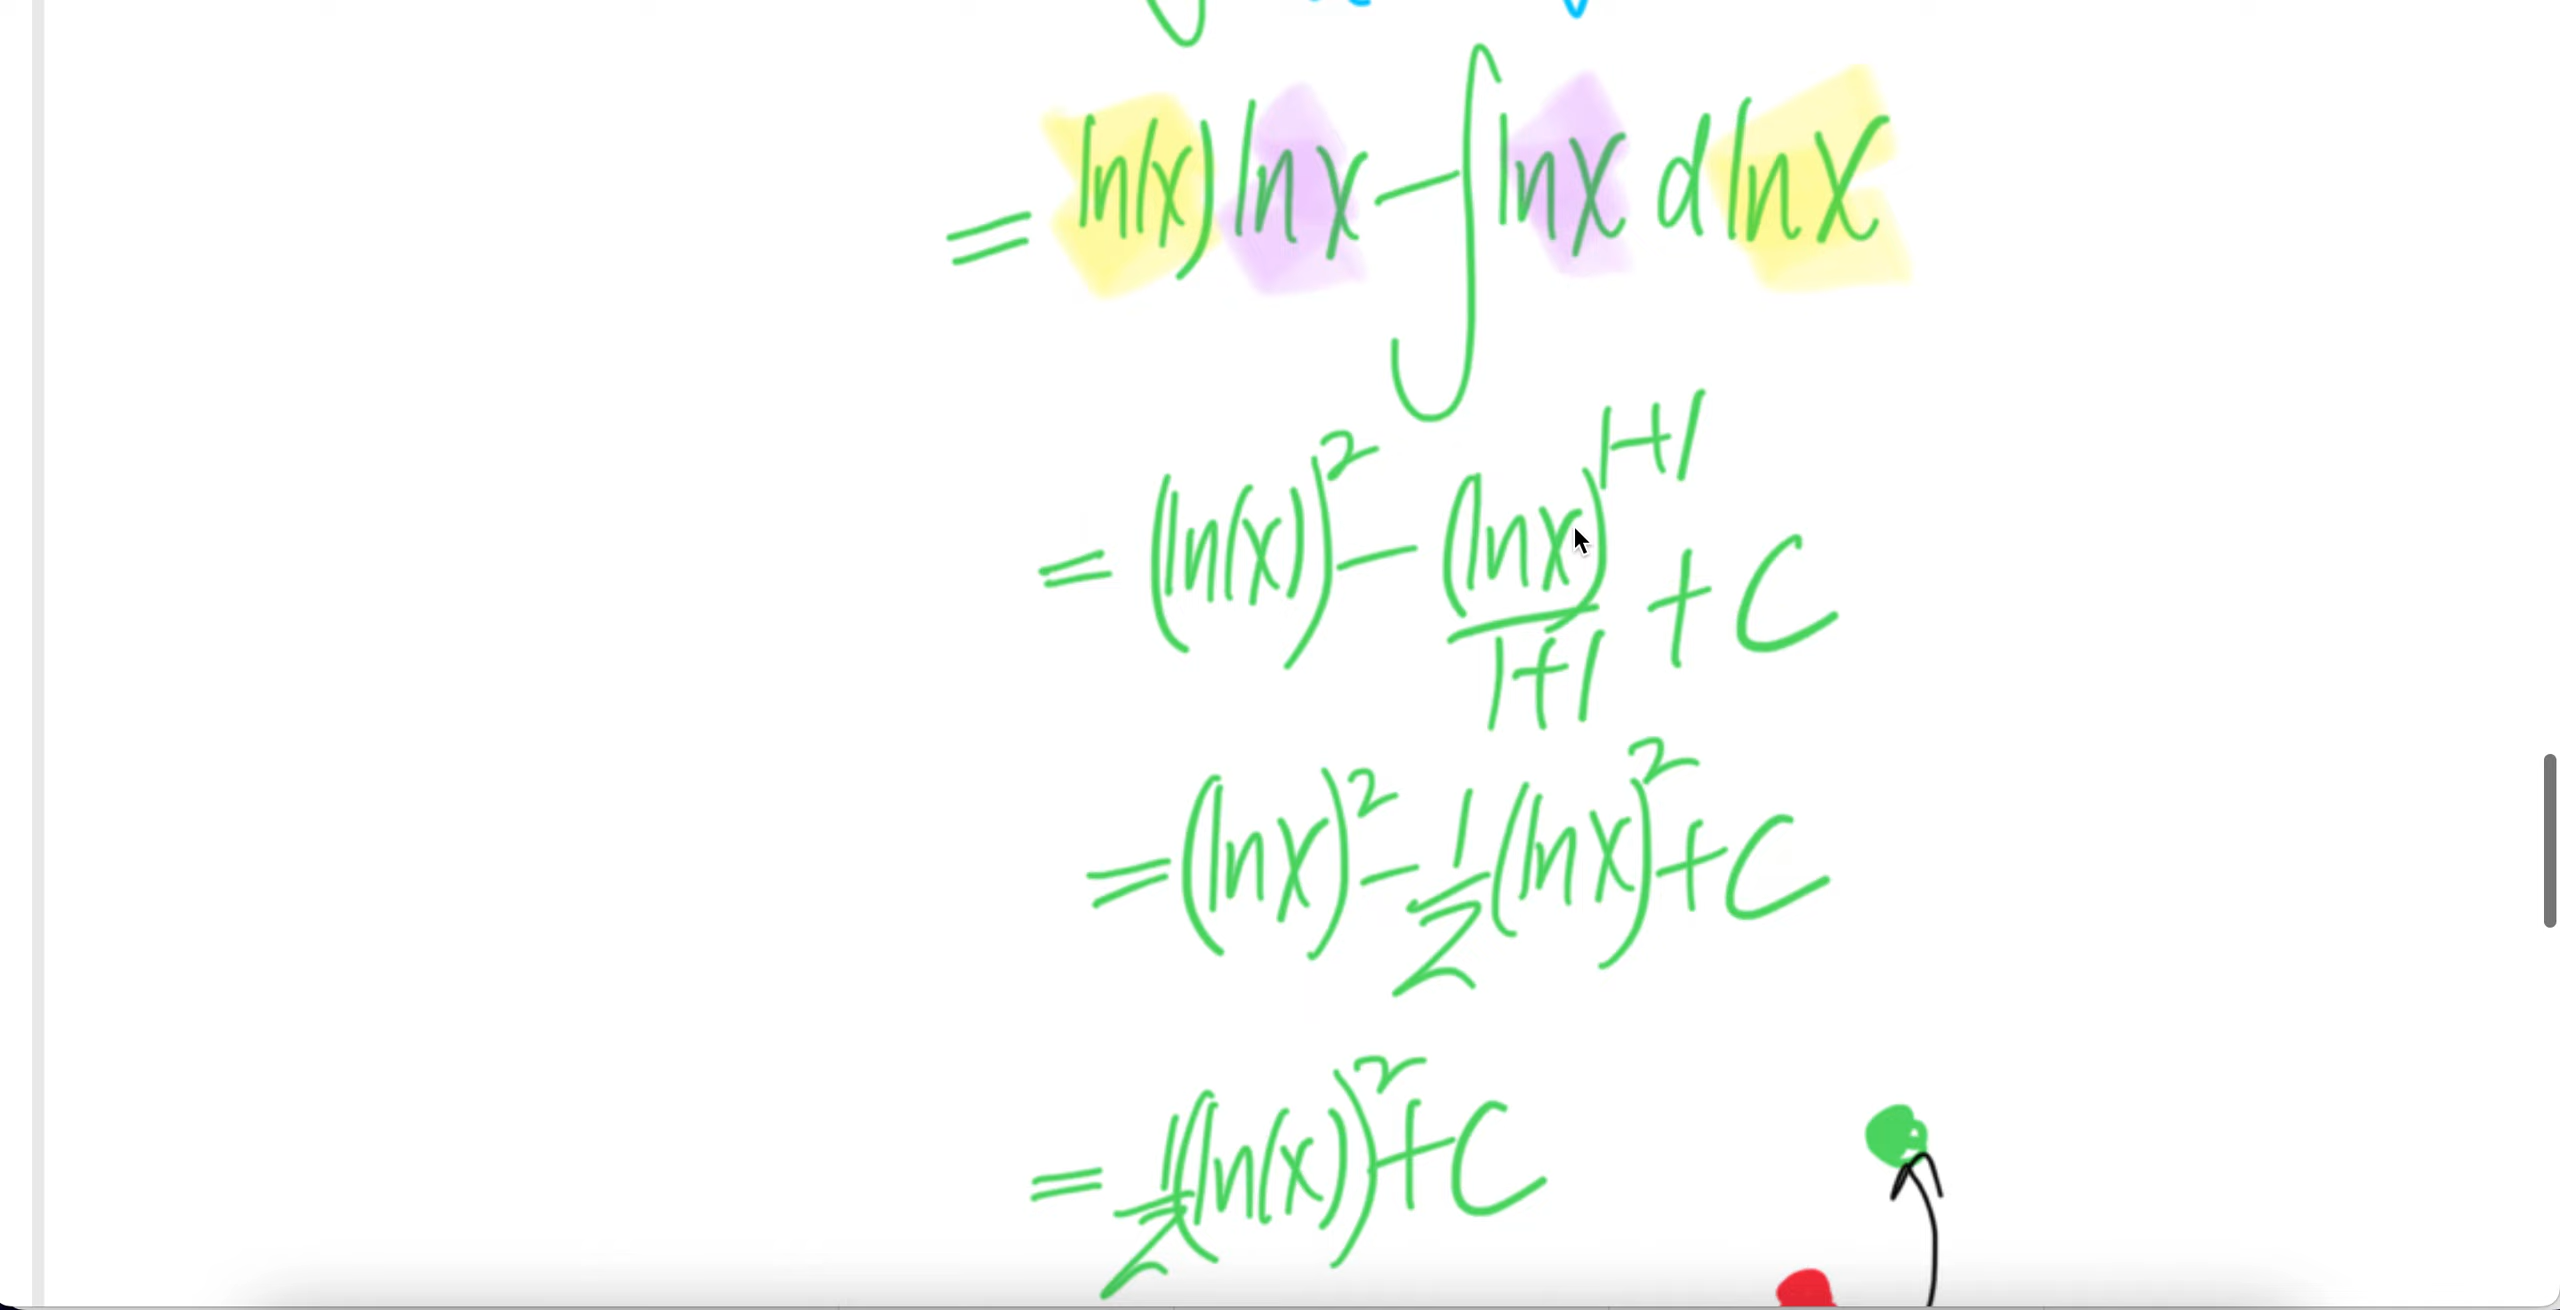 = ln(x) ln x - ∫ ln x d ln x
= (ln(x))² - (ln x)^{1+1} / 1+1 + C
= (ln x)² - 1/2 (ln x)² + C
= 1/2 (ln(x))² + C